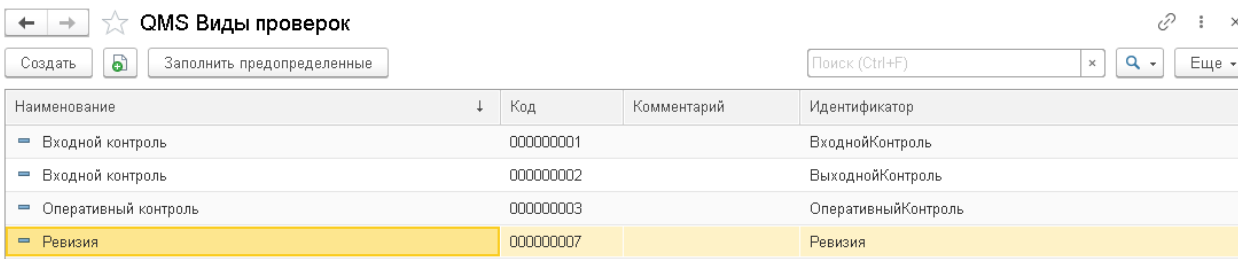 QMS Виды проверок
Создать Заполнить предопределенные Поиск (Ctrl+F) × Еще
Наименование ↓ Код Комментарий Идентификатор
Входной контроль 000000001 ВходнойКонтроль
Входной контроль 000000002 ВыходнойКонтроль
Оперативный контроль 000000003 ОперативныйКонтроль
Ревизия 000000007 Ревизия